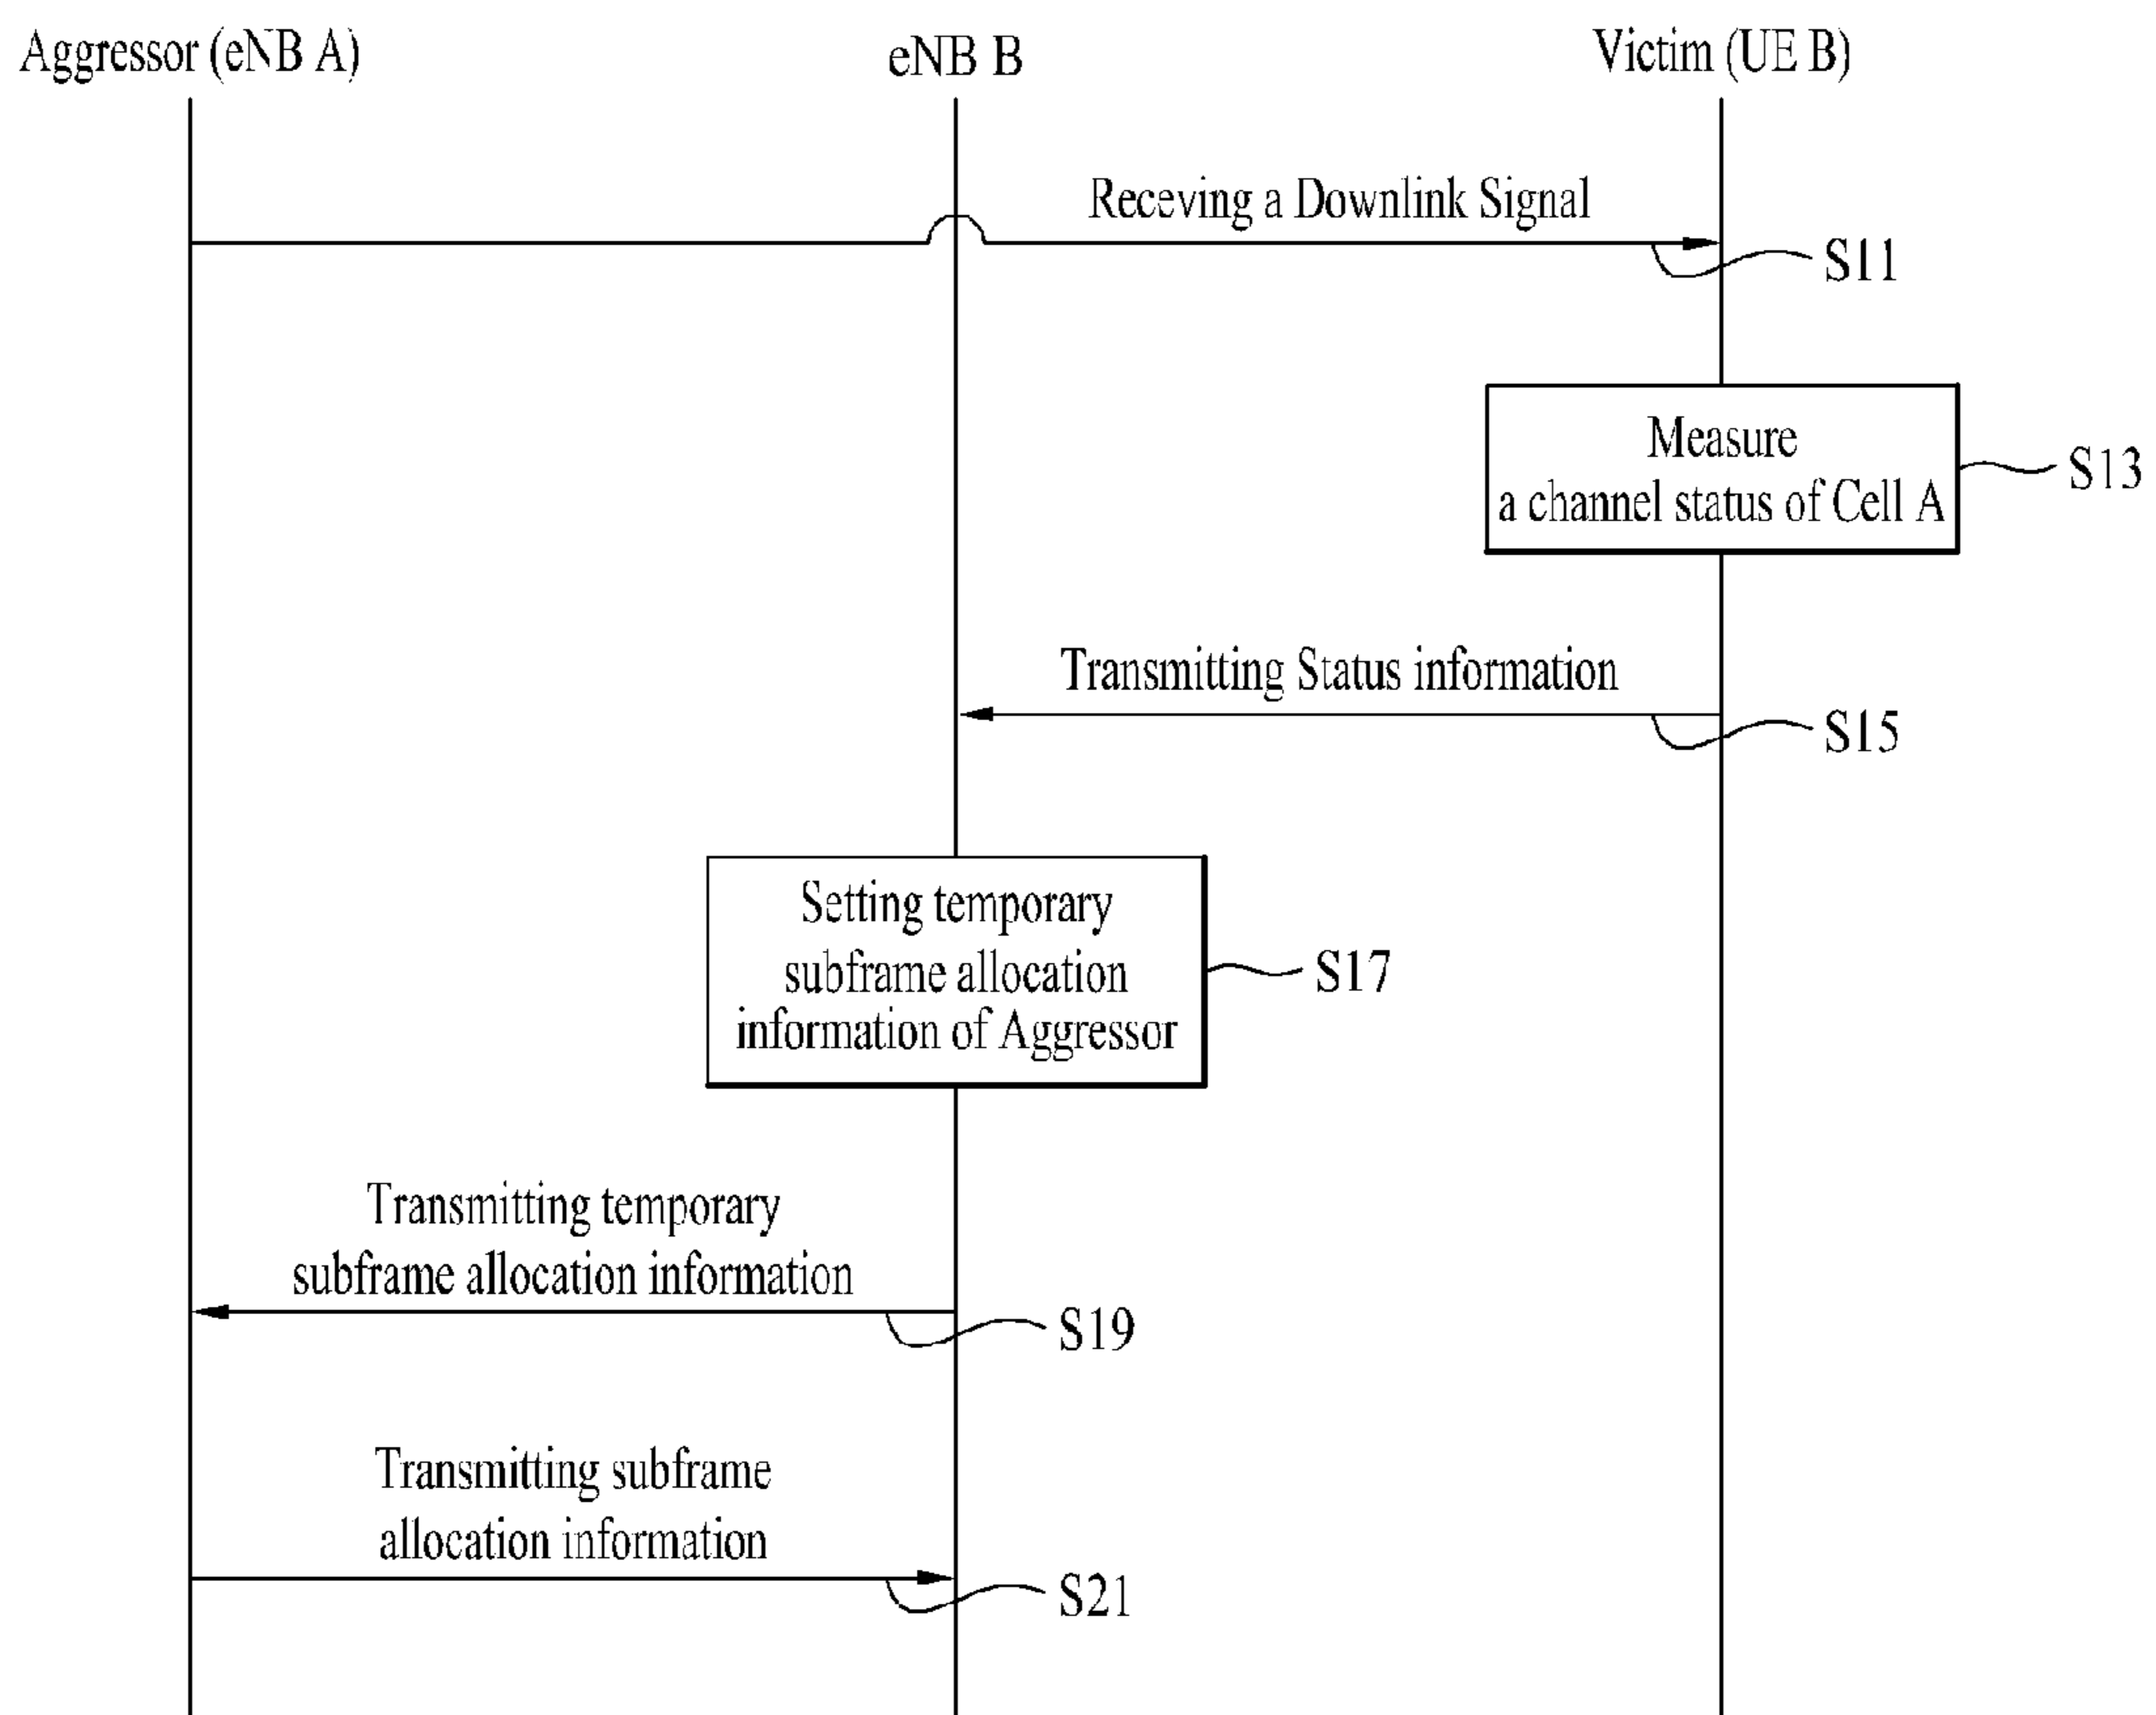 Aggressor (eNB A)
eNB B
Victim (UE B)
Receving a Downlink Signal
S11
Measure
a channel status of Cell A
S13
Transmitting Status information
S15
Setting temporary
subframe allocation
information of Aggressor
S17
Transmitting temporary
subframe allocation information
S19
Transmitting subframe
allocation information
S21